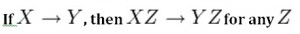 If X → Y, then XZ → YZ for any Z